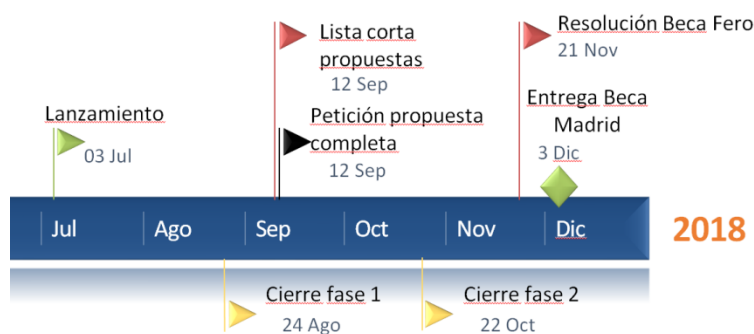 Lista corta
propuestas
12 Sep
Resolución Beca Fero
21 Nov
Lanzamiento
03 Jul
Petición propuesta
completa
12 Sep
Entrega Beca
Madrid
3 Dic
Jul Ago Sep Oct Nov Dic 2018
Cierre fase 1
24 Ago
Cierre fase 2
22 Oct